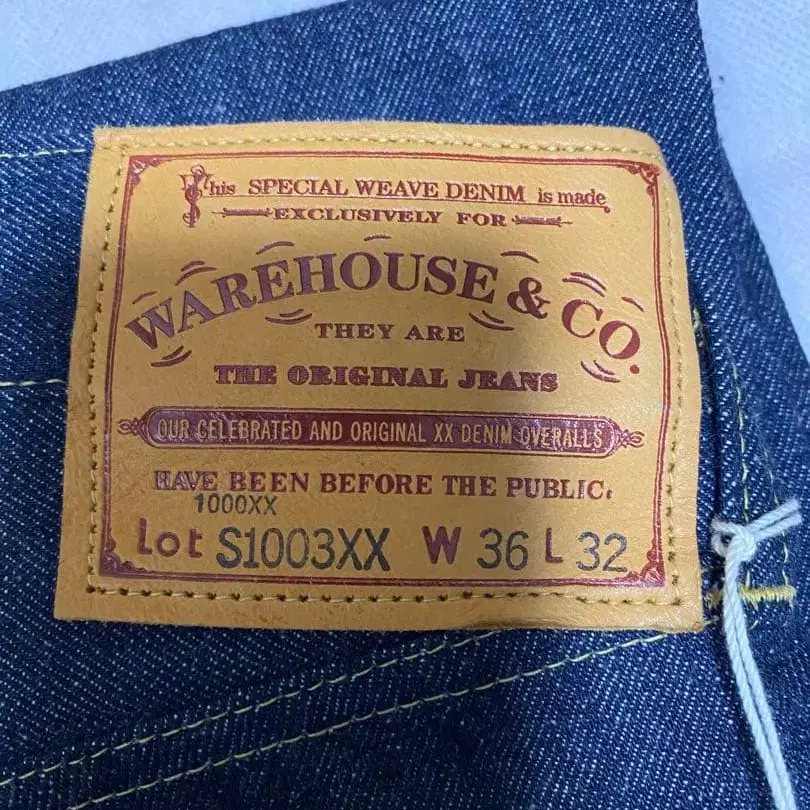 This SPECIAL WEAVE DENIM is made
EXCLUSIVELY FOR
WAREHOUSE & CO.
THEY ARE
THE ORIGINAL JEANS
OUR CELEBRATED AND ORIGINAL XX DENIM OVERALLS
HAVE BEEN BEFORE THE PUBLIC.
1000XX
Lot S1003XX W 36 L 32